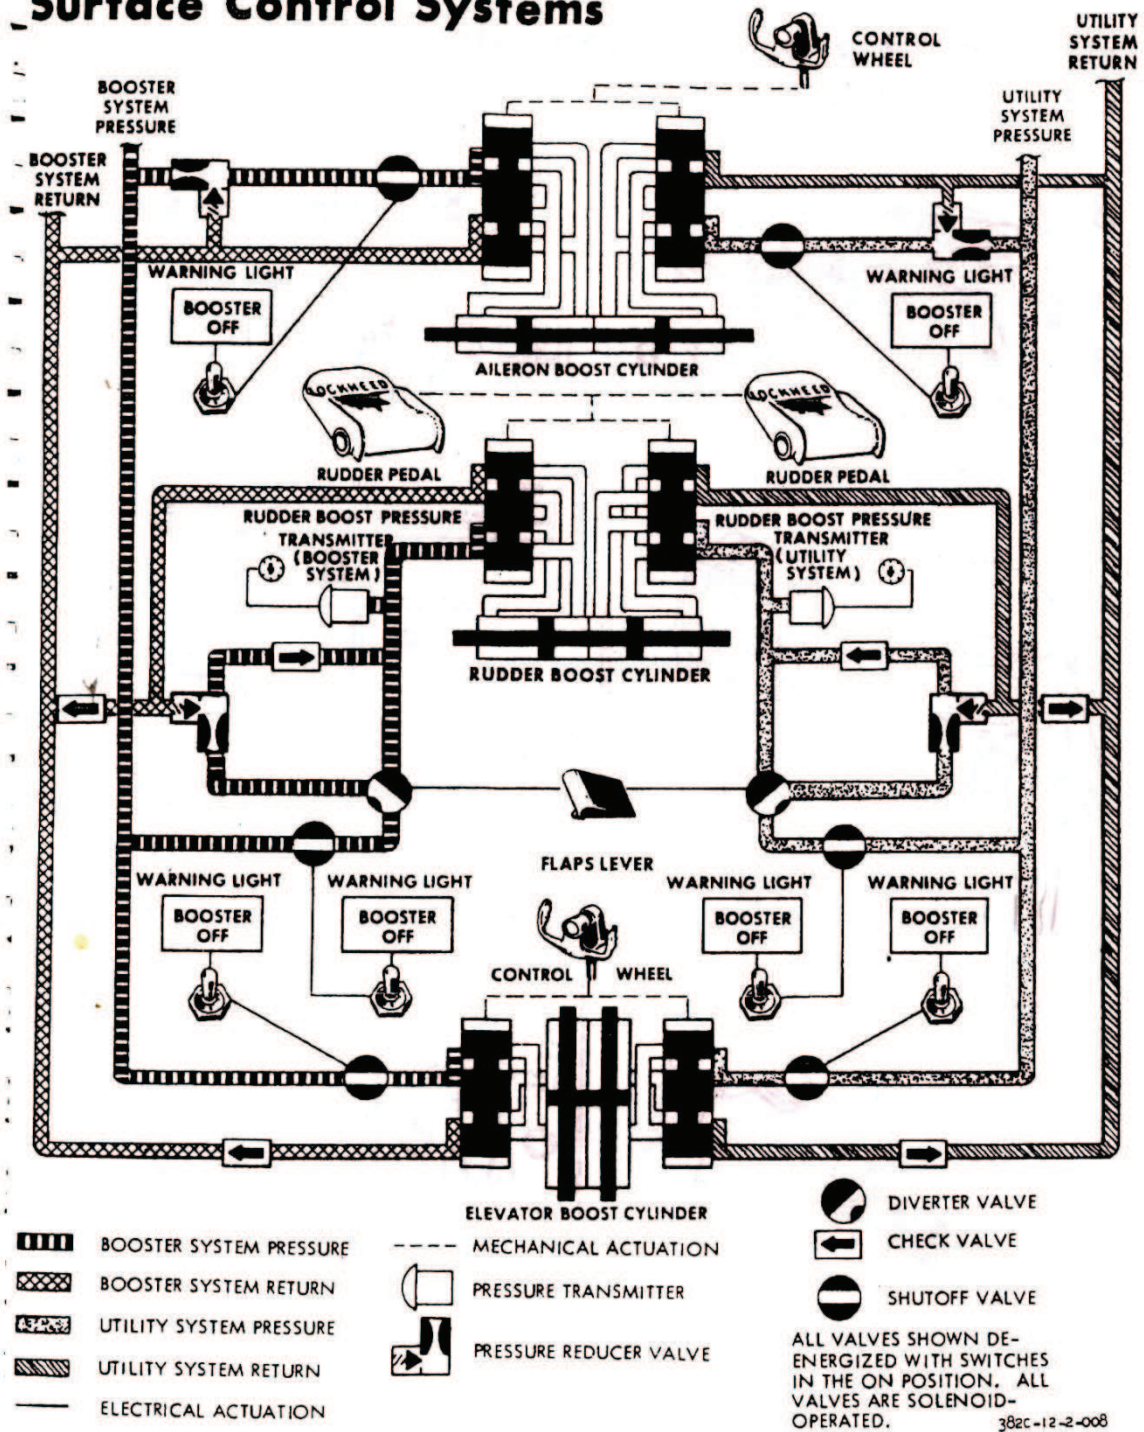 Surface Control Systems
CONTROL
WHEEL
UTILITY
SYSTEM
RETURN
BOOSTER
SYSTEM
PRESSURE
UTILITY
SYSTEM
PRESSURE
BOOSTER
SYSTEM
RETURN
WARNING LIGHT
BOOSTER
OFF
WARNING LIGHT
BOOSTER
OFF
AILERON BOOST CYLINDER
LOCKHEED
LOCKHEED
RUDDER PEDAL
RUDDER PEDAL
RUDDER BOOST PRESSURE
TRANSMITTER
(BOOSTER
SYSTEM)
RUDDER BOOST PRESSURE
TRANSMITTER
(UTILITY
SYSTEM)
RUDDER BOOST CYLINDER
FLAPS LEVER
WARNING LIGHT
BOOSTER
OFF
WARNING LIGHT
BOOSTER
OFF
WARNING LIGHT
BOOSTER
OFF
WARNING LIGHT
BOOSTER
OFF
CONTROL WHEEL
ELEVATOR BOOST CYLINDER
BOOSTER SYSTEM PRESSURE
BOOSTER SYSTEM RETURN
UTILITY SYSTEM PRESSURE
UTILITY SYSTEM RETURN
ELECTRICAL ACTUATION
MECHANICAL ACTUATION
PRESSURE TRANSMITTER
PRESSURE REDUCER VALVE
DIVERTER VALVE
CHECK VALVE
SHUTOFF VALVE
ALL VALVES SHOWN DE-
ENERGIZED WITH SWITCHES
IN THE ON POSITION. ALL
VALVES ARE SOLENOID-
OPERATED.
382C-12-2-008